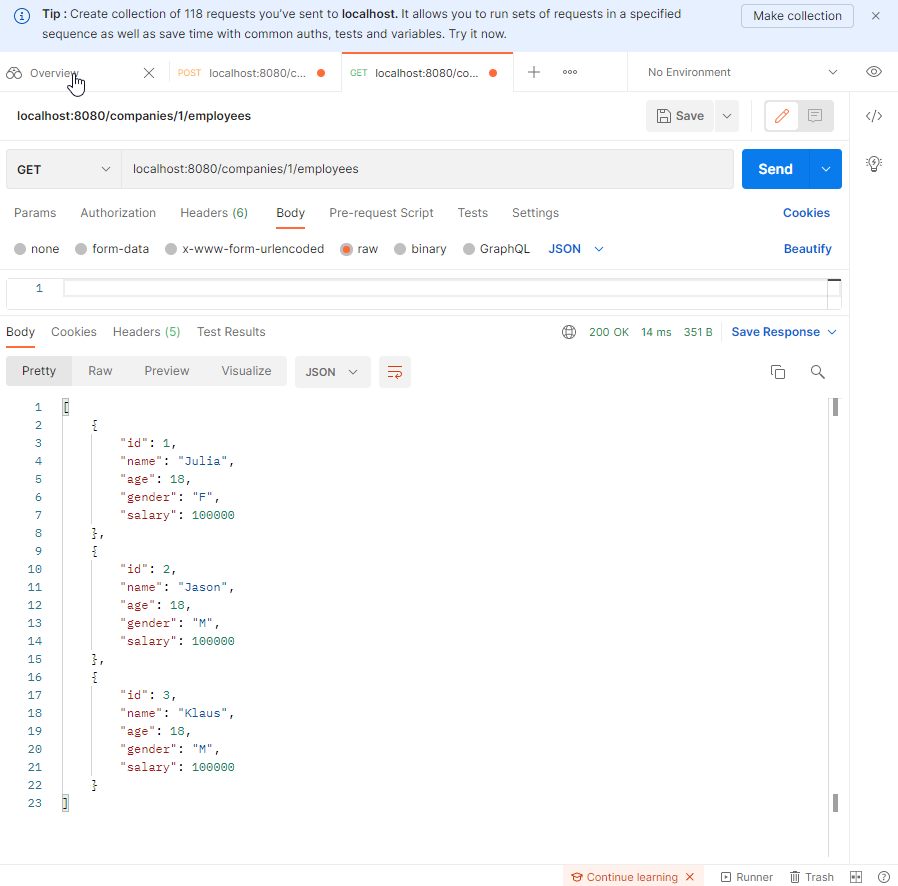 Tip : Create collection of 118 requests you've sent to localhost. It allows you to run sets of requests in a specified
sequence as well as save time with common auths, tests and variables. Try it now.
Make collection
Overview
POST localhost:8080/c...
GET localhost:8080/co...
No Environment
localhost:8080/companies/1/employees
Save
GET
localhost:8080/companies/1/employees
Send
Params Authorization Headers (6) Body Pre-request Script Tests Settings Cookies
none form-data x-www-form-urlencoded raw binary GraphQL JSON Beautify
1
Body Cookies Headers (5) Test Results 200 OK 14 ms 351 B Save Response
Pretty Raw Preview Visualize JSON
1 [
2 {
3 "id": 1,
4 "name": "Julia",
5 "age": 18,
6 "gender": "F",
7 "salary": 100000
8 },
9 {
10 "id": 2,
11 "name": "Jason",
12 "age": 18,
13 "gender": "M",
14 "salary": 100000
15 },
16 {
17 "id": 3,
18 "name": "Klaus",
19 "age": 18,
20 "gender": "M",
21 "salary": 100000
22 }
23 ]
Continue learning Runner Trash